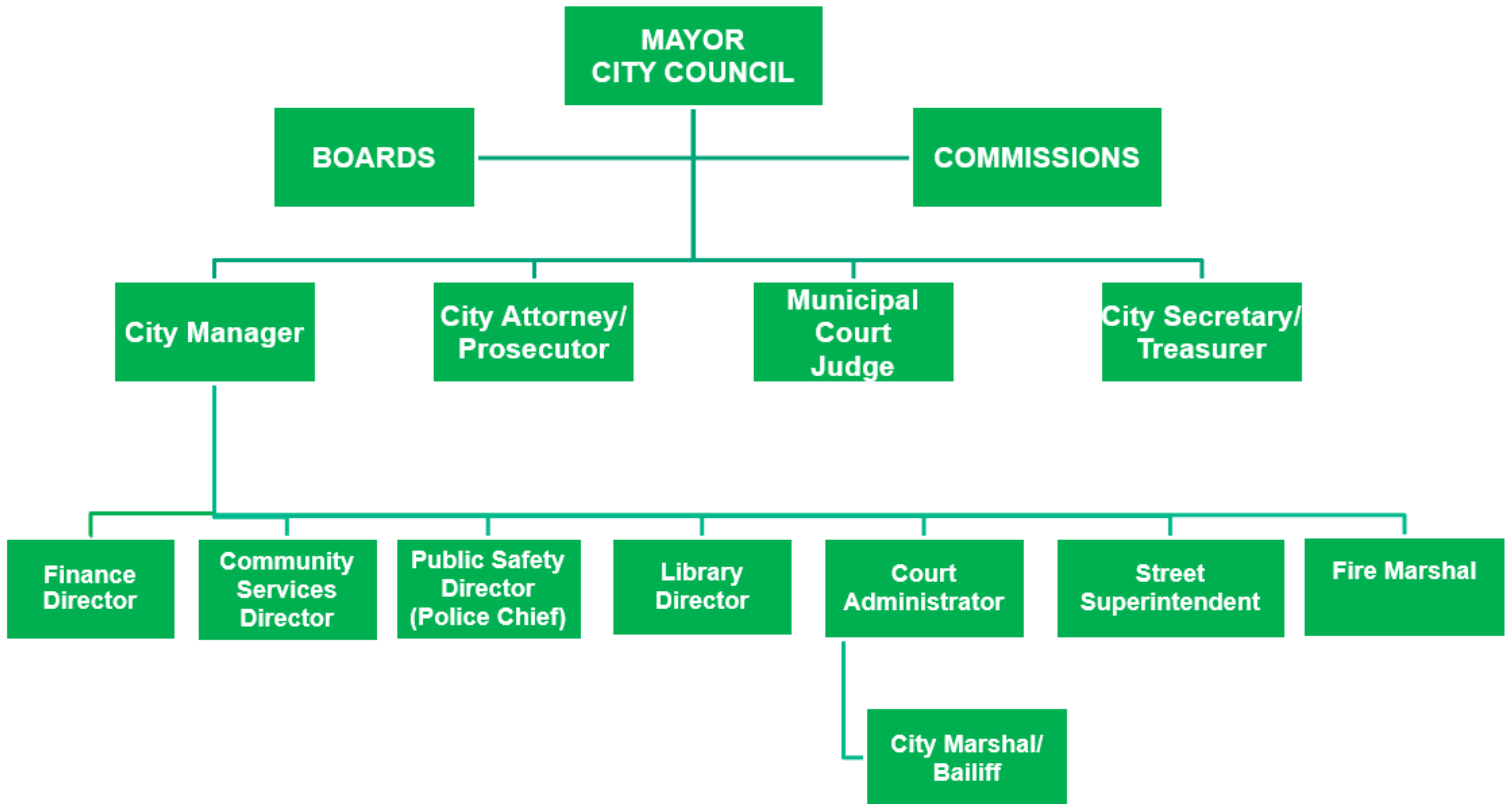 MAYOR
CITY COUNCIL
BOARDS
COMMISSIONS
City Manager
City Attorney/
Prosecutor
Municipal
Court
Judge
City Secretary/
Treasurer
Finance
Director
Community
Services
Director
Public Safety
Director
(Police Chief)
Library
Director
Court
Administrator
Street
Superintendent
Fire Marshal
City Marshal/
Bailiff